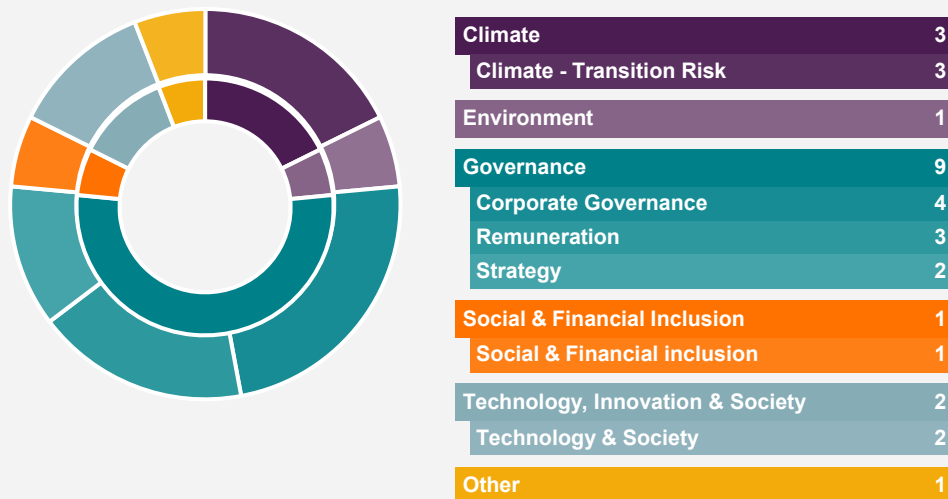 Climate 3
Climate - Transition Risk 3
Environment 1
Governance 9
Corporate Governance 4
Remuneration 3
Strategy 2
Social & Financial Inclusion 1
Social & Financial inclusion 1
Technology, Innovation & Society 2
Technology & Society 2
Other 1